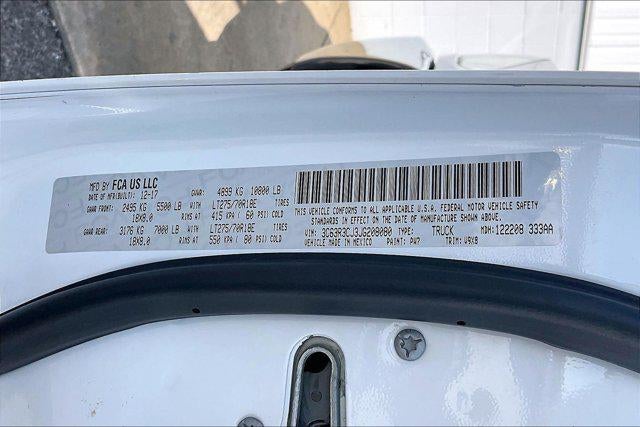 MFD BY FCA US LLC
DATE OF MFR(BUILT): 12-17 GVWR: 4899 KG 10800 LB
GAWR FRONT: 2495 KG 5500 LB WITH LT275/70R18E TIRES
18X8.0 RIMS AT 415 KPA ( 60 PSI) COLD
GAWR REAR: 3176 KG 7000 LB WITH LT275/70R18E TIRES
18X8.0 RIMS AT 550 KPA ( 80 PSI) COLD
THIS VEHICLE CONFORMS TO ALL APPLICABLE U.S.A. FEDERAL MOTOR VEHICLE SAFETY
STANDARDS IN EFFECT ON THE DATE OF MANUFACTURE SHOWN ABOVE.
VIN: 3C63R3CJ3JG208080 TYPE: TRUCK MDH: 122208 333AA
VEHICLE MADE IN MEXICO PAINT: PW7 TRIM: V9X8